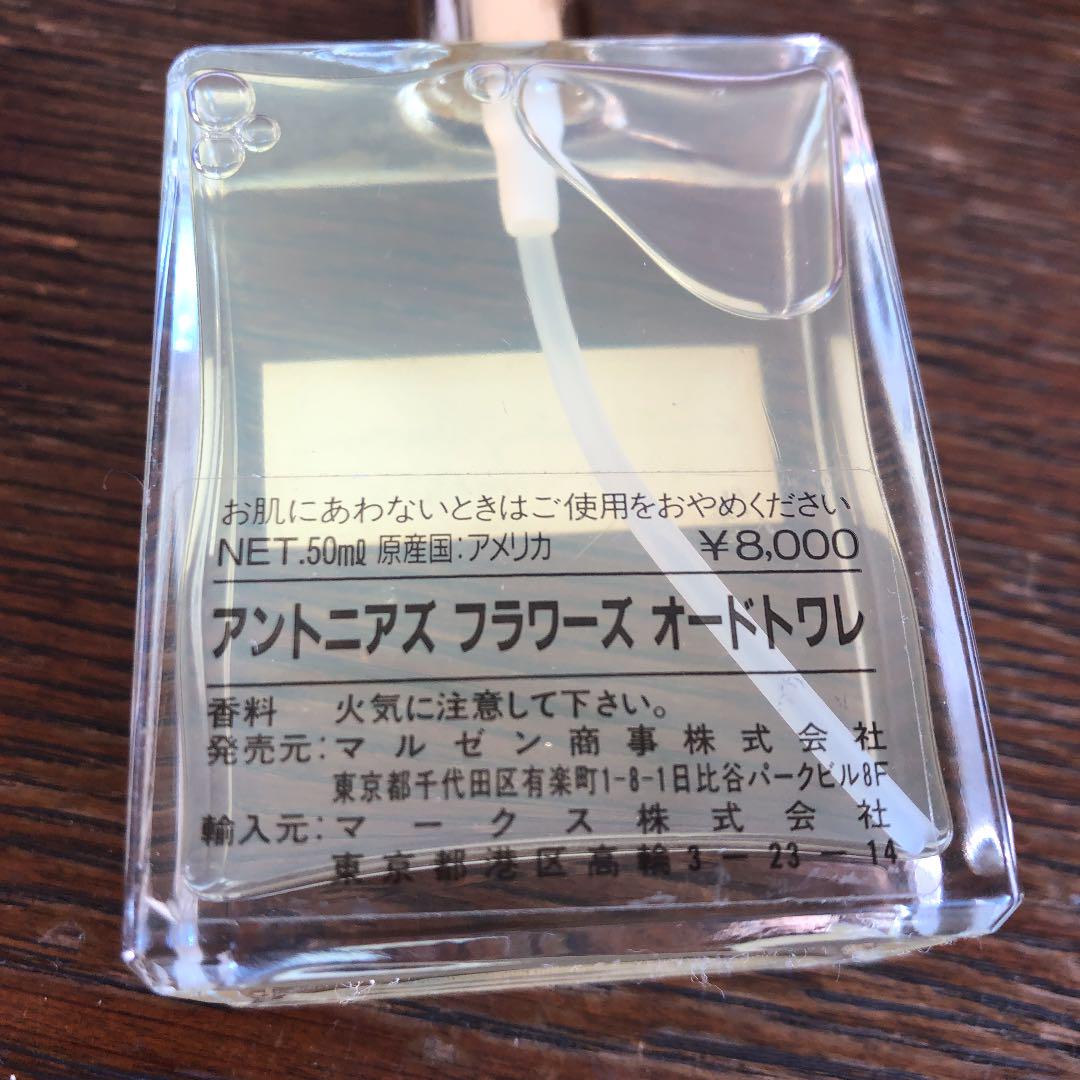 お肌にあわないときはご使用をおやめください
NET.50mℓ 原産国:アメリカ ¥8,000
アントニアズ フラワーズ オードトワレ
香料 火気に注意して下さい。
発売元:マルゼン商事株式会社
東京都千代田区有楽町1-8-1日比谷パークビル8F
輸入元:マークス株式会社
東京都港区高輪3-23-14